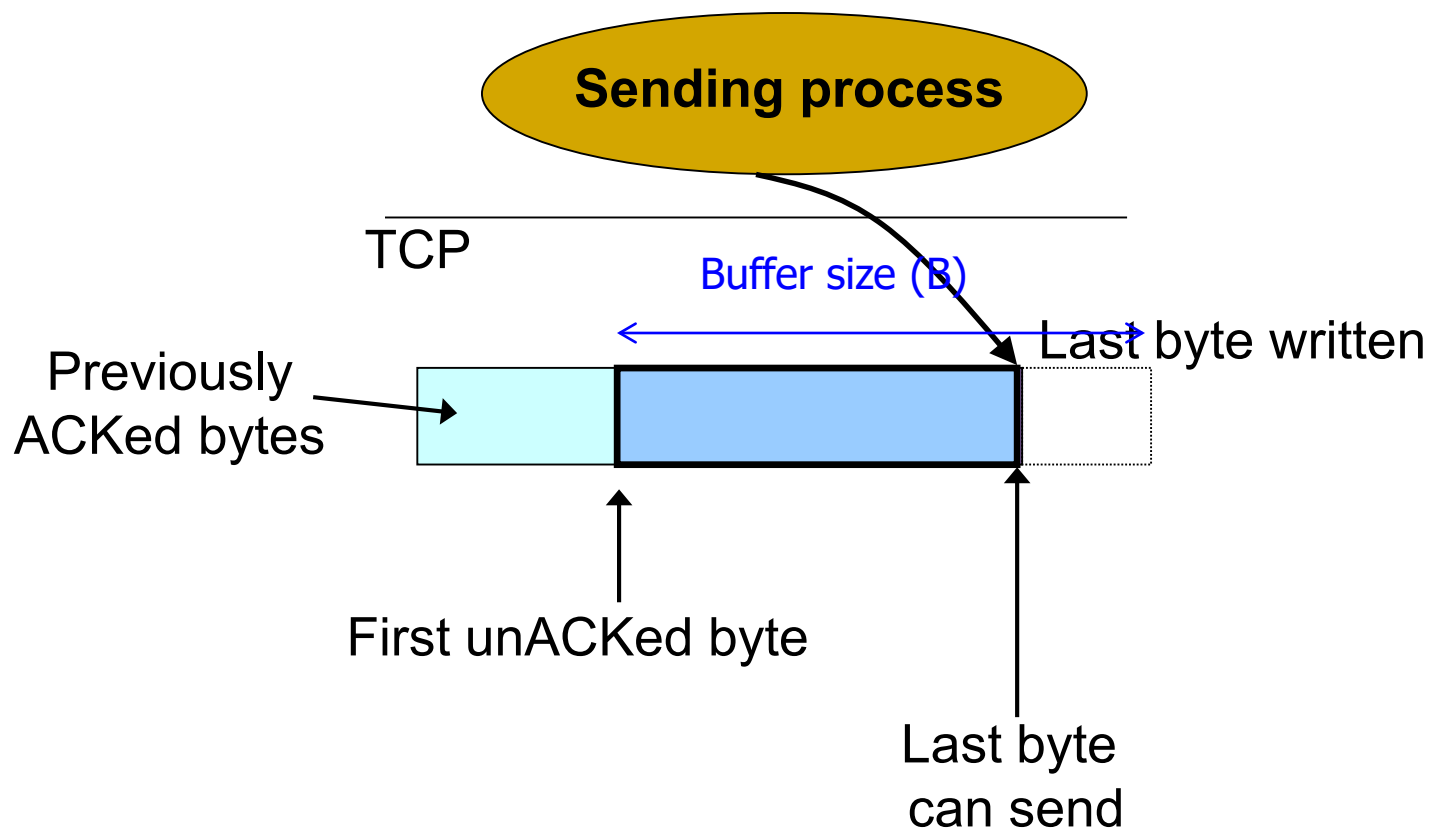 Sending process
TCP
Buffer size (B)
Last byte written
Previously
ACKed bytes
First unACKed byte
Last byte
can send